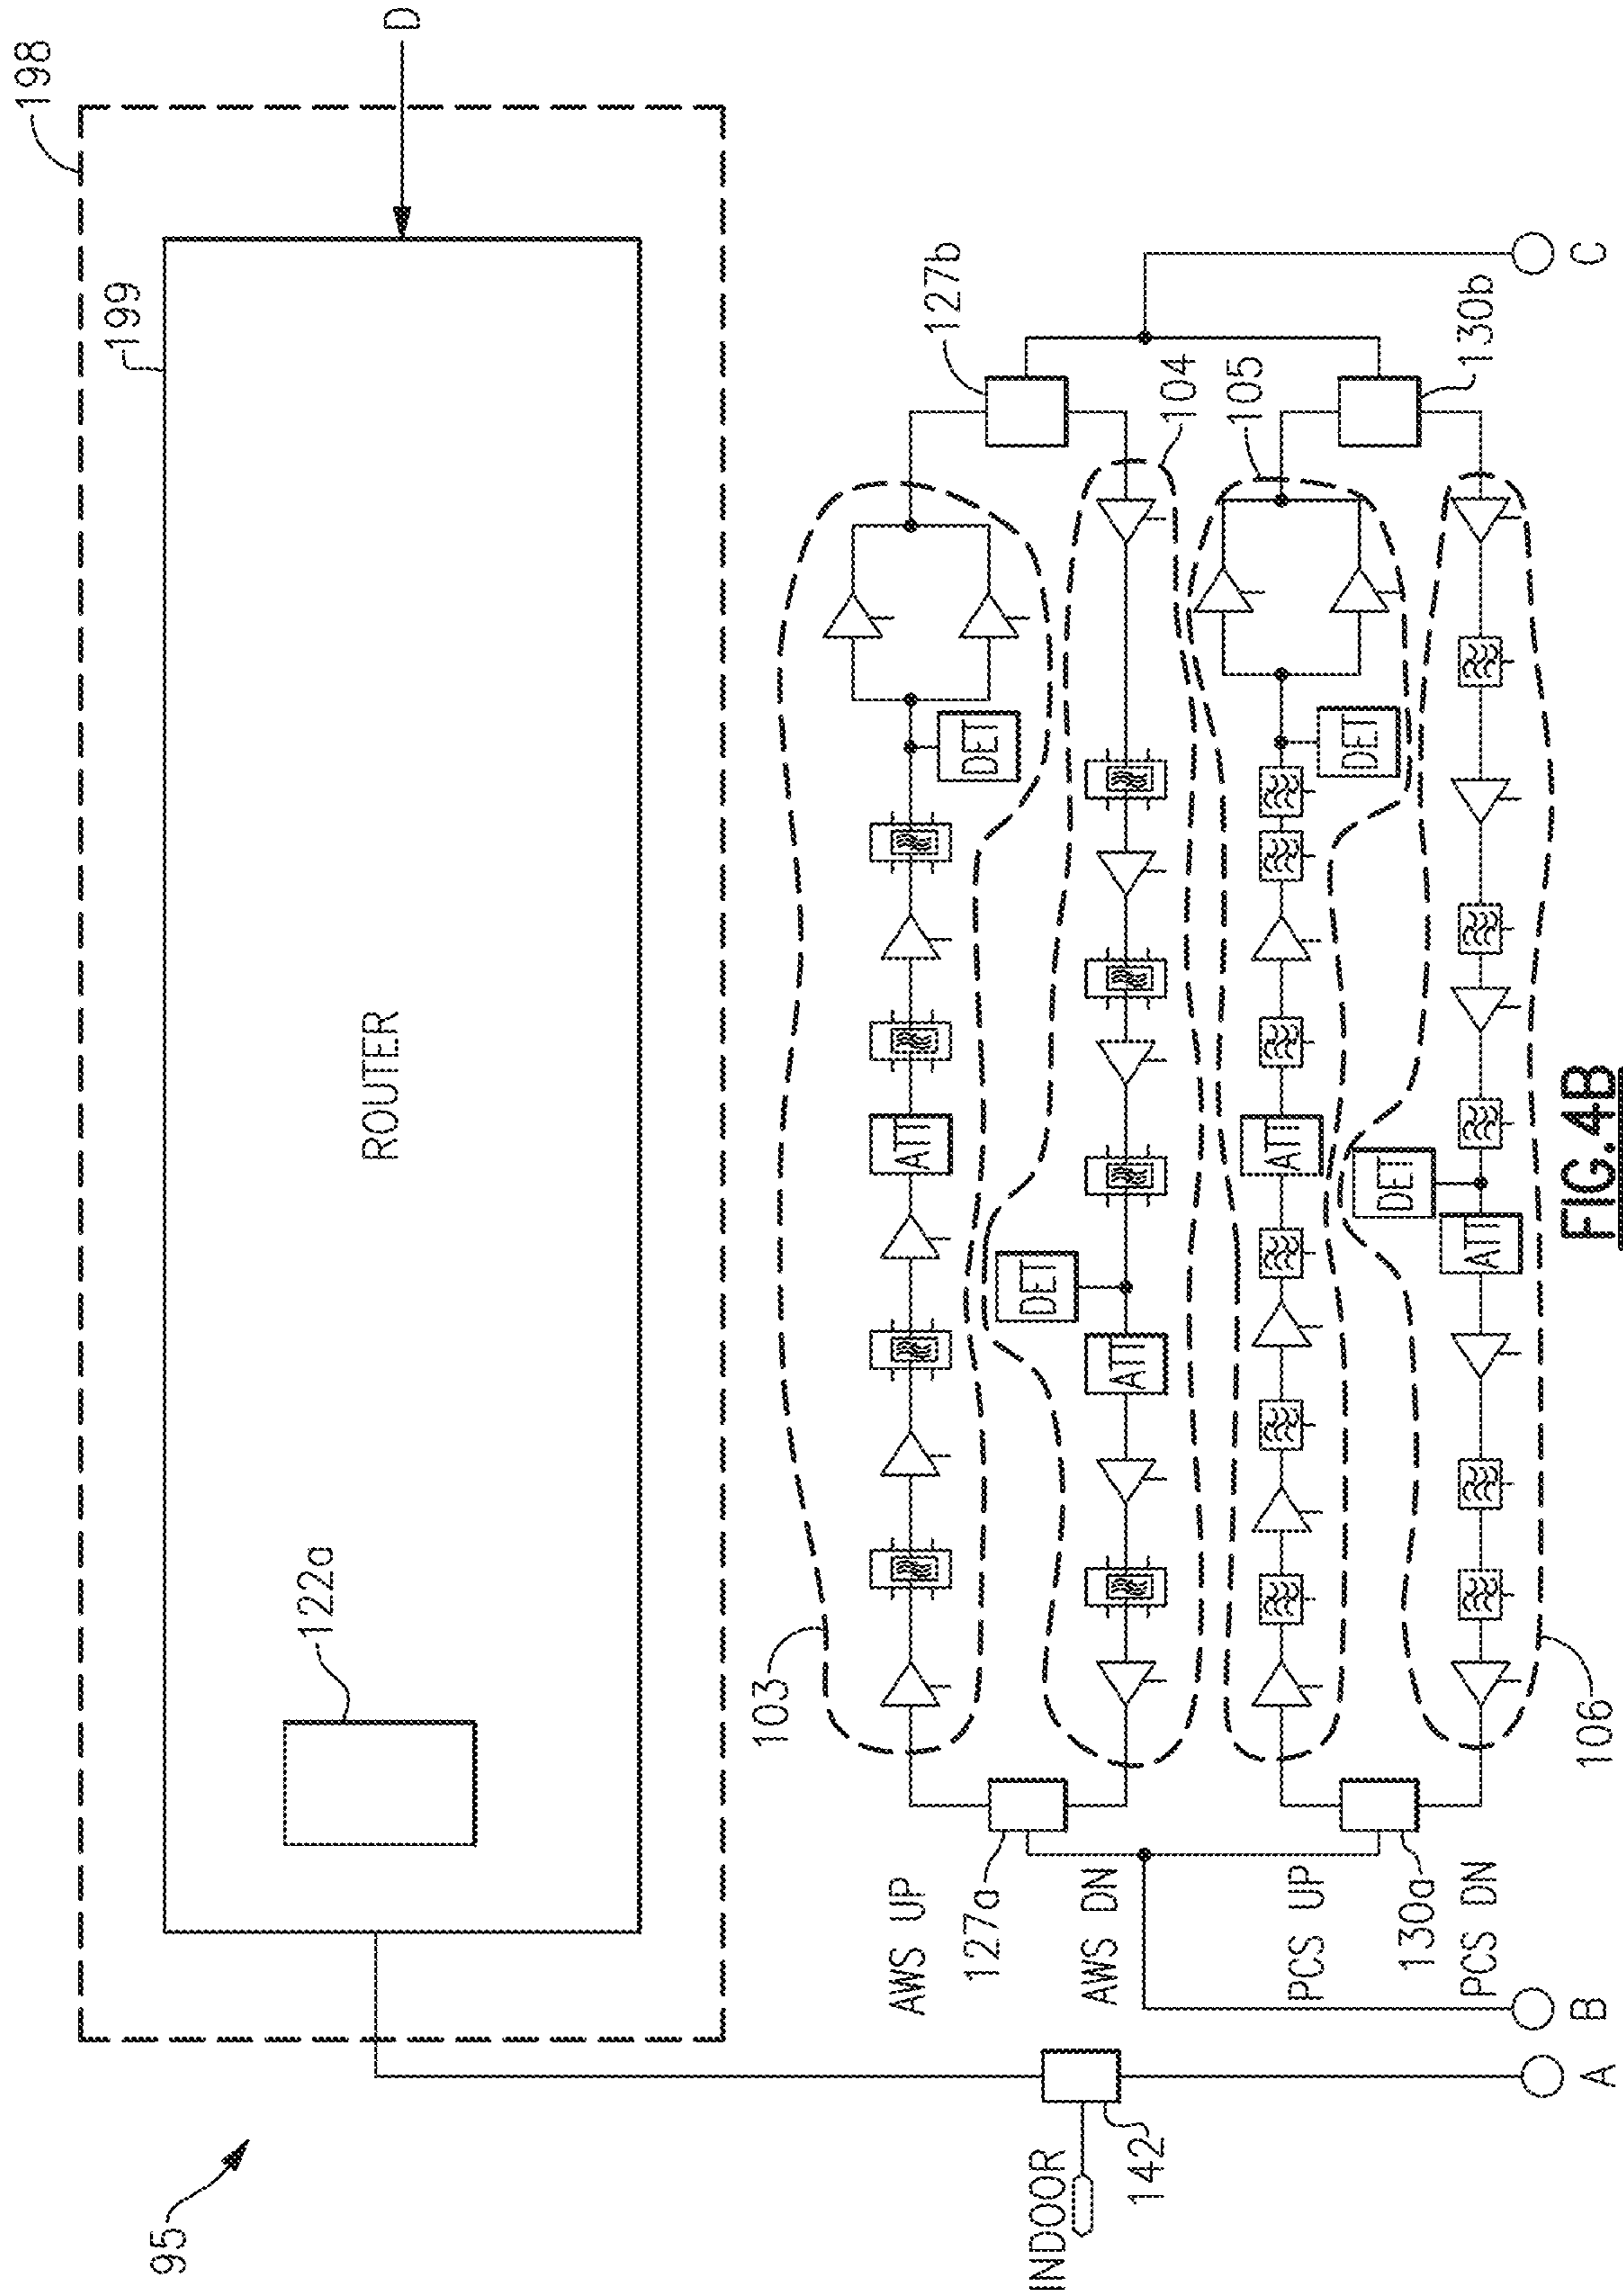 95
198
199
D
122a
ROUTER
INDOOR
142
A
B
C
AWS UP
127a
AWS DN
PCS UP
130a
PCS DN
103
ATT
DET
127b
104
DET
ATT
105
ATT
DET
130b
106
ATT
DET
FIG.4B